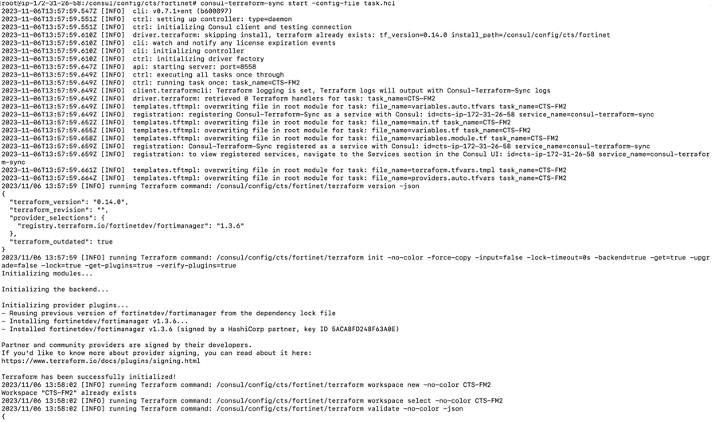 root@ip-172-31-26-58:/consul/config/cts/fortinet# consul-terraform-sync start -config-file task.hcl
2023-11-06T13:57:59.547Z [INFO]  cli: v0.7.1+ent (b600897)
2023-11-06T13:57:59.551Z [INFO]  ctrl: setting up controller: type=daemon
2023-11-06T13:57:59.551Z [INFO]  ctrl: initializing Consul client and testing connection
2023-11-06T13:57:59.610Z [INFO]  driver.terraform: skipping install, terraform already exists: tf_version=0.14.0 install_path=/consul/config/cts/fortinet
2023-11-06T13:57:59.610Z [INFO]  cli: watch and notify any license expiration events
2023-11-06T13:57:59.610Z [INFO]  cli: initializing controller
2023-11-06T13:57:59.610Z [INFO]  ctrl: initializing driver factory
2023-11-06T13:57:59.647Z [INFO]  api: starting server: port=8558
2023-11-06T13:57:59.649Z [INFO]  ctrl: executing all tasks once through
2023-11-06T13:57:59.649Z [INFO]  ctrl: running task once: task_name=CTS-FM2
2023-11-06T13:57:59.649Z [INFO]  client.terraformcli: Terraform logging is set, Terraform logs will output with Consul-Terraform-Sync logs
2023-11-06T13:57:59.649Z [INFO]  driver.terraform: retrieved 0 Terraform handlers for task: task_name=CTS-FM2
2023-11-06T13:57:59.649Z [INFO]  templates.tftmpl: overwriting file in root module for task: file_name=variables.auto.tfvars task_name=CTS-FM2
2023-11-06T13:57:59.649Z [INFO]  registration: registering Consul-Terraform-Sync as a service with Consul: id=cts-ip-172-31-26-58 service_name=consul-terraform-sync
2023-11-06T13:57:59.652Z [INFO]  templates.tftmpl: overwriting file in root module for task: file_name=main.tf task_name=CTS-FM2
2023-11-06T13:57:59.655Z [INFO]  templates.tftmpl: overwriting file in root module for task: file_name=variables.tf task_name=CTS-FM2
2023-11-06T13:57:59.658Z [INFO]  templates.tftmpl: overwriting file in root module for task: file_name=variables.module.tf task_name=CTS-FM2
2023-11-06T13:57:59.659Z [INFO]  registration: Consul-Terraform-Sync registered as a service with Consul: id=cts-ip-172-31-26-58 service_name=consul-terraform-sync
2023-11-06T13:57:59.659Z [INFO]  registration: to view registered services, navigate to the Services section in the Consul UI: id=cts-ip-172-31-26-58 service_name=consul-terrafor
m-sync
2023-11-06T13:57:59.661Z [INFO]  templates.tftmpl: overwriting file in root module for task: file_name=terraform.tfvars.tmpl task_name=CTS-FM2
2023-11-06T13:57:59.664Z [INFO]  templates.tftmpl: overwriting file in root module for task: file_name=providers.auto.tfvars task_name=CTS-FM2
2023/11/06 13:57:59 [INFO] running Terraform command: /consul/config/cts/fortinet/terraform version -json
{
  "terraform_version": "0.14.0",
  "terraform_revision": "",
  "provider_selections": {
    "registry.terraform.io/fortinetdev/fortimanager": "1.3.6"
  },
  "terraform_outdated": true
}
2023/11/06 13:57:59 [INFO] running Terraform command: /consul/config/cts/fortinet/terraform init -no-color -force-copy -input=false -lock-timeout=0s -backend=true -get=true -upgr
ade=false -lock=true -get-plugins=true -verify-plugins=true
Initializing modules...
Initializing the backend...
Initializing provider plugins...
- Reusing previous version of fortinetdev/fortimanager from the dependency lock file
- Installing fortinetdev/fortimanager v1.3.6...
- Installed fortinetdev/fortimanager v1.3.6 (signed by a HashiCorp partner, key ID 5ACA8FD248F63A0E)
Partner and community providers are signed by their developers.
If you'd like to know more about provider signing, you can read about it here:
https://www.terraform.io/docs/plugins/signing.html
Terraform has been successfully initialized!
2023/11/06 13:58:02 [INFO] running Terraform command: /consul/config/cts/fortinet/terraform workspace new -no-color CTS-FM2
Workspace "CTS-FM2" already exists
2023/11/06 13:58:02 [INFO] running Terraform command: /consul/config/cts/fortinet/terraform workspace select -no-color CTS-FM2
2023/11/06 13:58:02 [INFO] running Terraform command: /consul/config/cts/fortinet/terraform validate -no-color -json
{